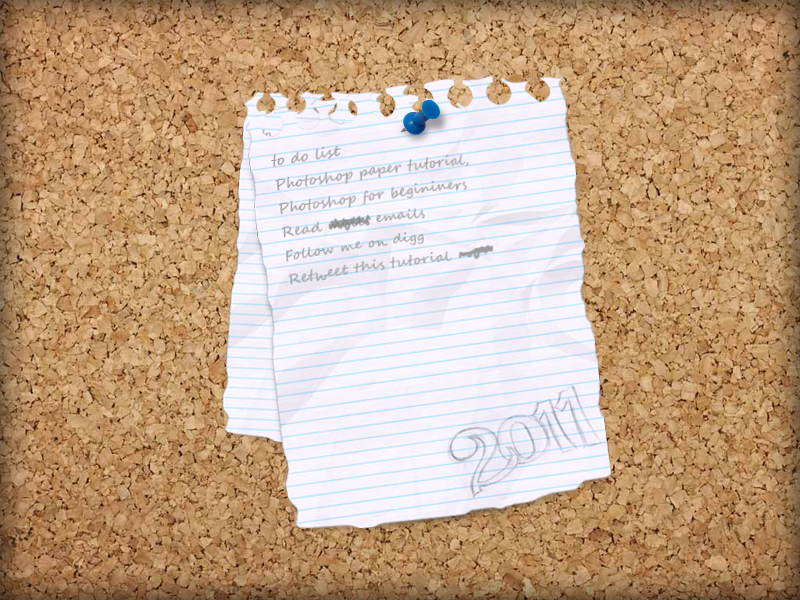 to do list
Photoshop paper tutorial,
Photoshop for begininers
Read emails
Follow me on digg
Retweet this tutorial
2011